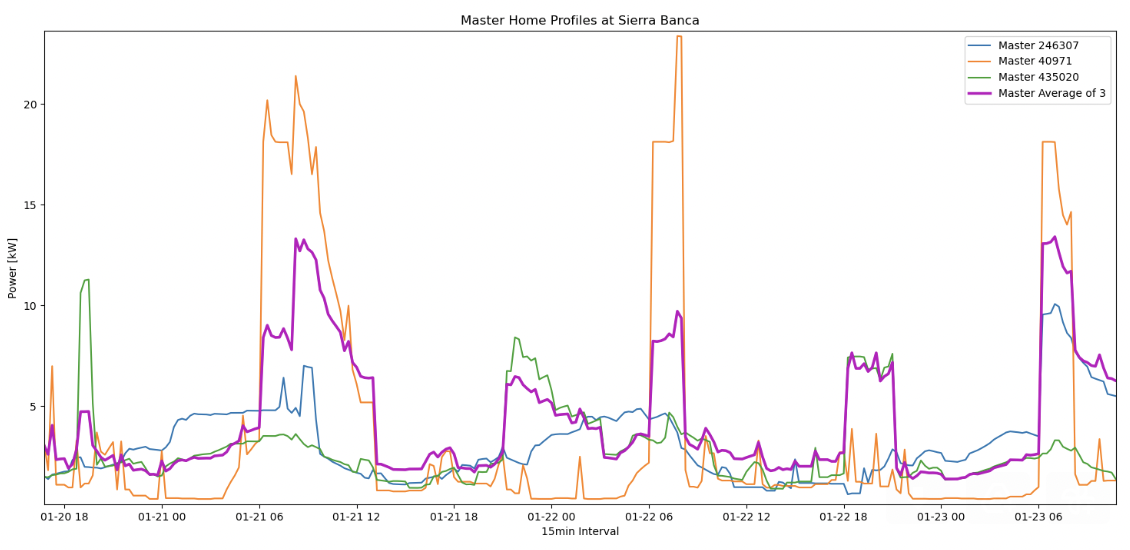 Master Home Profiles at Sierra Banca
Master 246307
Master 40971
Master 435020
Master Average of 3
Power [kW]
20
15
10
5
01-20 18
01-21 00
01-21 06
01-21 12
01-21 18
01-22 00
01-22 06
01-22 12
01-22 18
01-23 00
01-23 06
15min Interval